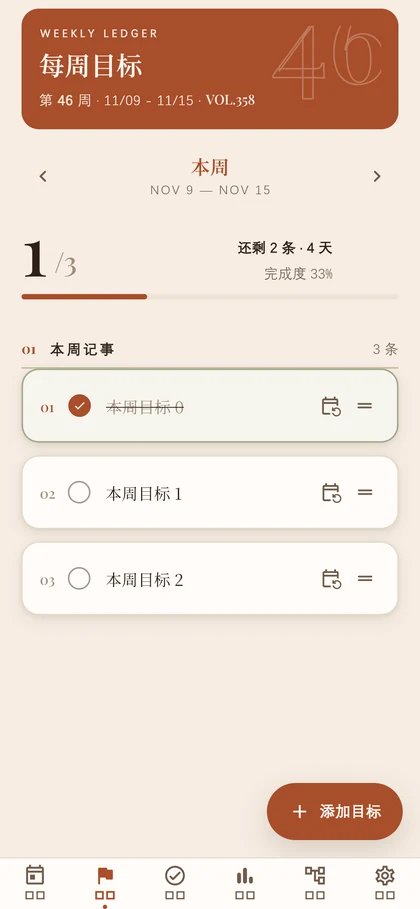 WEEKLY LEDGER
46
每周目标
第 46 周 · 11/09 - 11/15 · VOL.358
本周
NOV 9 — NOV 15
1 /3
还剩 2 条 · 4 天
完成度 33%
01 本周记事 3 条
01 本周目标 0
02 本周目标 1
03 本周目标 2
+ 添加目标